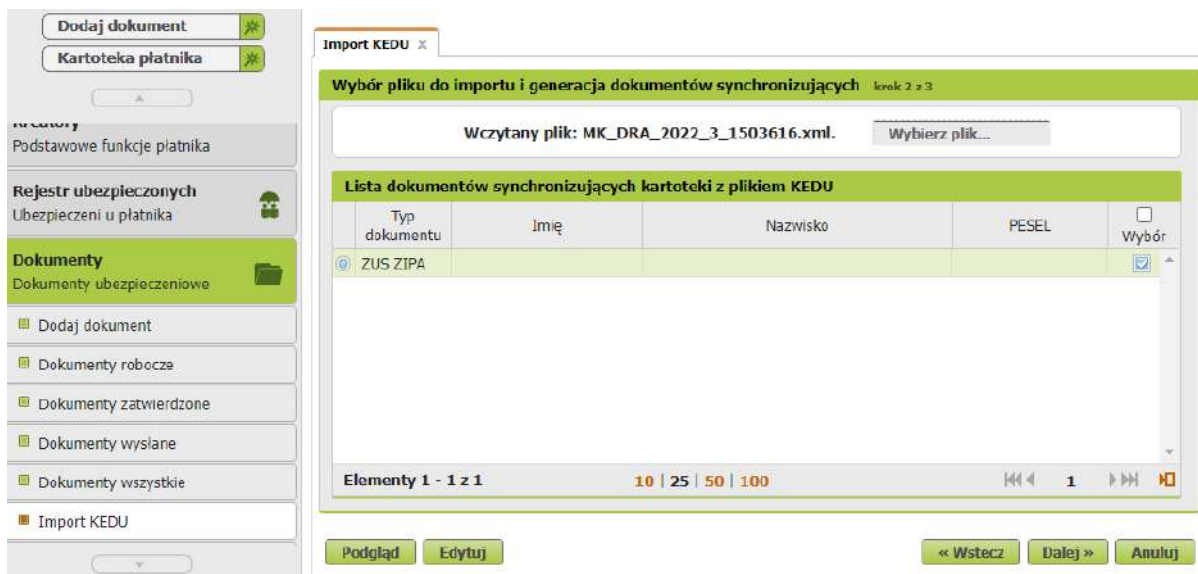 Dodaj dokument
Kartoteka płatnika
Kreatory
Podstawowe funkcje płatnika
Rejestr ubezpieczonych
Ubezpieczeni u płatnika
Dokumenty
Dokumenty ubezpieczeniowe
Dodaj dokument
Dokumenty robocze
Dokumenty zatwierdzone
Dokumenty wysłane
Dokumenty wszystkie
Import KEDU
Import KEDU X
Wybór pliku do importu i generacja dokumentów synchronizujących krok 2 z 3
Wczytany plik: MK_DRA_2022_3_1503616.xml. Wybierz plik...
Lista dokumentów synchronizujących kartoteki z plikiem KEDU
Typ dokumentu Imię Nazwisko PESEL Wybór
ZUS ZIPA
Elementy 1 - 1 z 1 10 | 25 | 50 | 100 1
Podgląd Edytuj « Wstecz Dalej » Anuluj